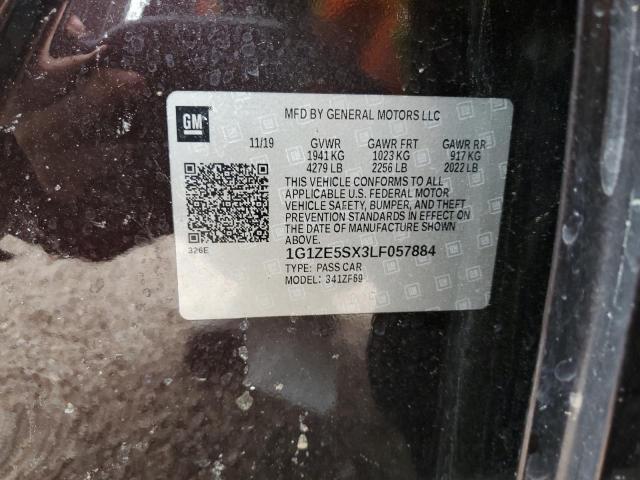 GM
MFD BY GENERAL MOTORS LLC
11/19 GVWR GAWR FRT GAWR RR
1941 KG 1023 KG 917 KG
4279 LB 2256 LB 2022 LB
THIS VEHICLE CONFORMS TO ALL
APPLICABLE U.S. FEDERAL MOTOR
VEHICLE SAFETY, BUMPER, AND THEFT
PREVENTION STANDARDS IN EFFECT ON
THE DATE OF MANUFACTURE SHOWN
ABOVE.
326E
1G1ZE5SX3LF057884
TYPE: PASS CAR
MODEL: 341ZF69